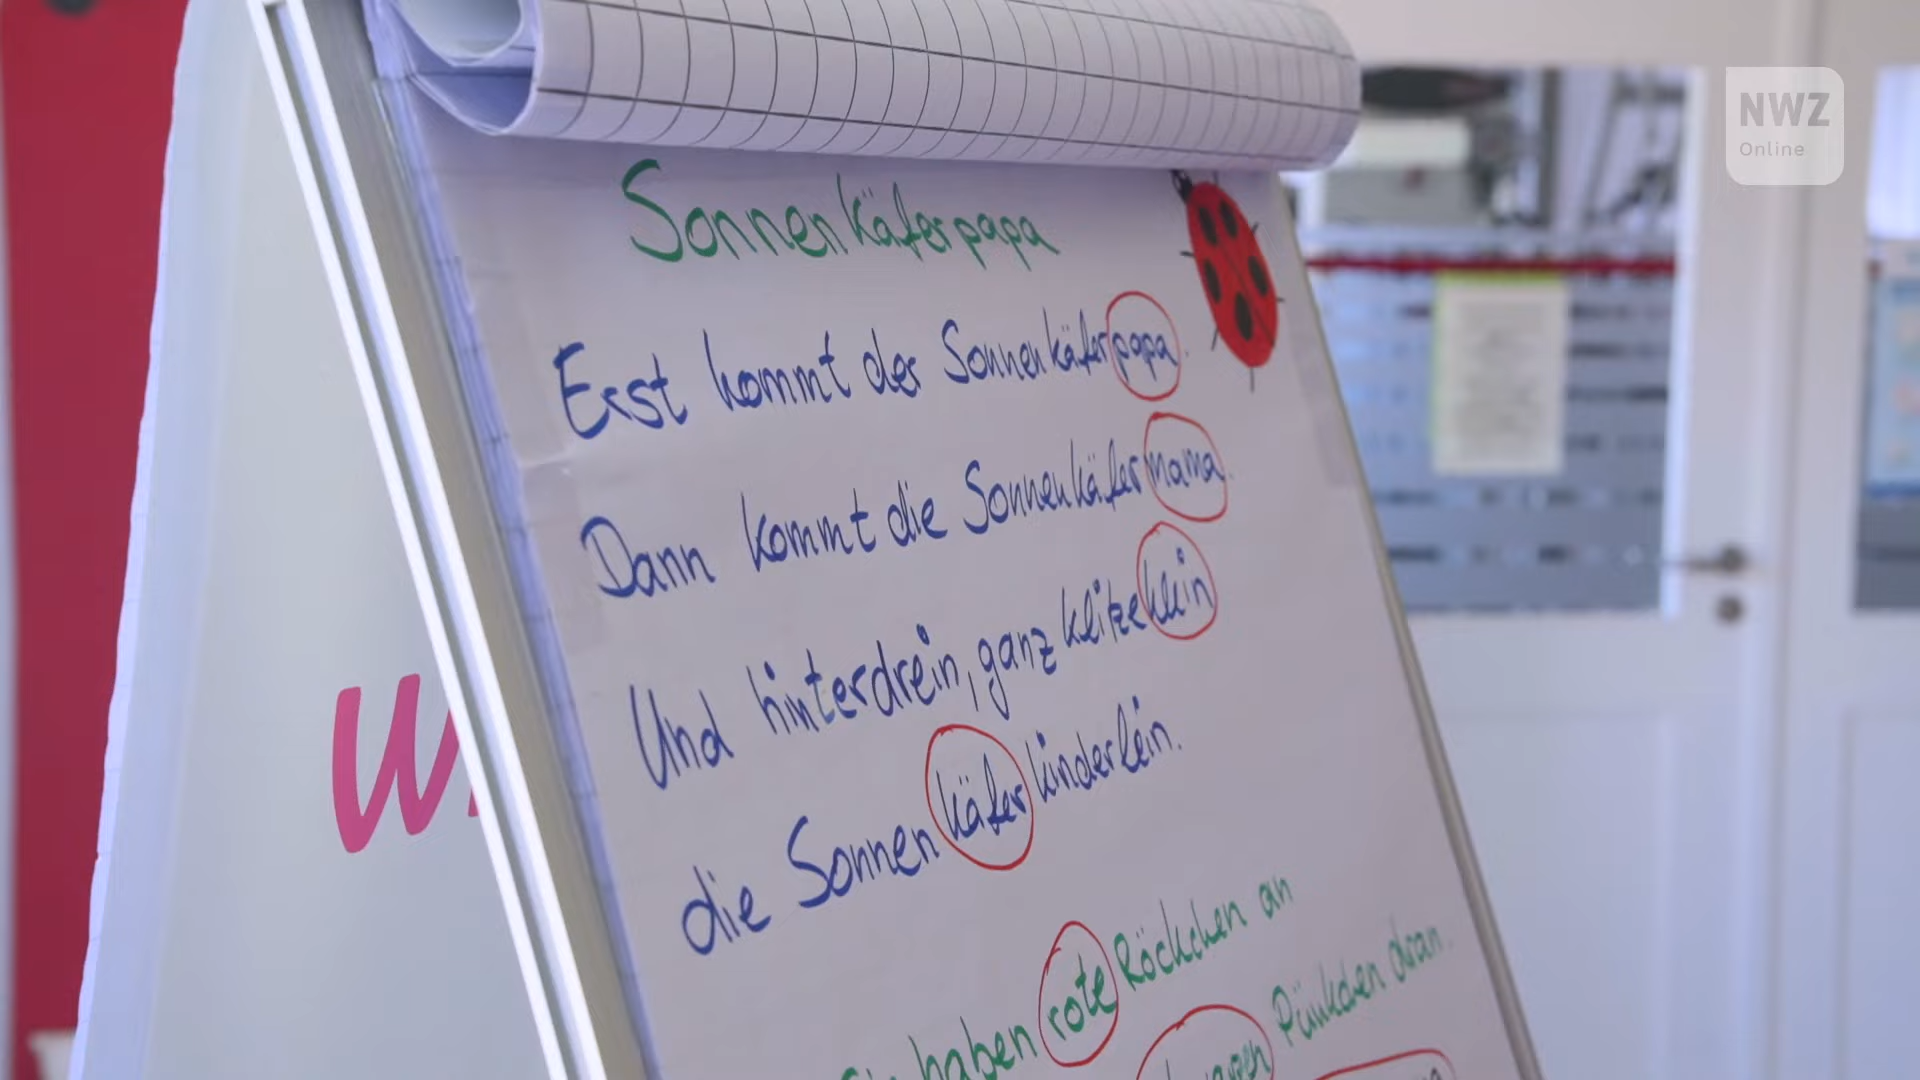 NWZ
Online
Sonnenkäferpapa
Erst kommt der Sonnenkäferpapa.
Dann kommt die Sonnenkäfermama.
Und hinterdrein, ganz klitzeklein
die Sonnenkäferkinderlein.
haben rote Röckchen an
Pünktchen dran.